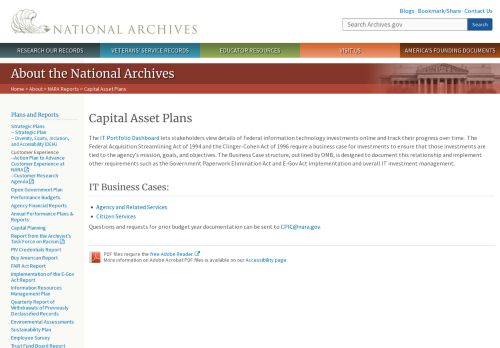 NATIONAL ARCHIVES
Blogs · Bookmark/Share · Contact Us
Search Archives.gov
Search
RESEARCH OUR RECORDS
VETERANS' SERVICE RECORDS
EDUCATOR RESOURCES
VISIT US
AMERICA'S FOUNDING DOCUMENTS
About the National Archives
Home > About > NARA Reports > Capital Asset Plans
Plans and Reports
Strategic Plans
– Strategic Plan
– Diversity, Equity, Inclusion,
and Accessibility (DEIA)
Customer Experience
–Action Plan to Advance
Customer Experience at
NARA
–Customer Research
Agenda
Open Government Plan
Performance Budgets
Agency Financial Reports
Annual Performance Plans &
Reports
Capital Planning
Report from the Archivist's
Task Force on Racism
PIV Credentials Report
Buy American Report
FAIR Act Report
Implementation of the E-Gov
Act Report
Information Resources
Management Plan
Quarterly Report of
Withdrawals of Previously
Declassified Records
Environmental Assessments
Sustainability Plan
Employee Survey
Trust Fund Board Report
Capital Asset Plans
The IT Portfolio Dashboard lets stakeholders view details of Federal information technology investments online and track their progress over time. The
Federal Acquisition Streamlining Act of 1994 and the Clinger-Cohen Act of 1996 require a business case for investments to ensure that those investments are
tied to the agency's mission, goals, and objectives. The Business Case structure, outlined by OMB, is designed to document this relationship and implement
other requirements such as the Government Paperwork Elimination Act and E-Gov Act implementation and overall IT investment management.
IT Business Cases:
Agency and Related Services
Citizen Services
Questions and requests for prior budget year documentation can be sent to CPIC@nara.gov.
PDF files require the free Adobe Reader.
More information on Adobe Acrobat PDF files is available on our Accessibility page.